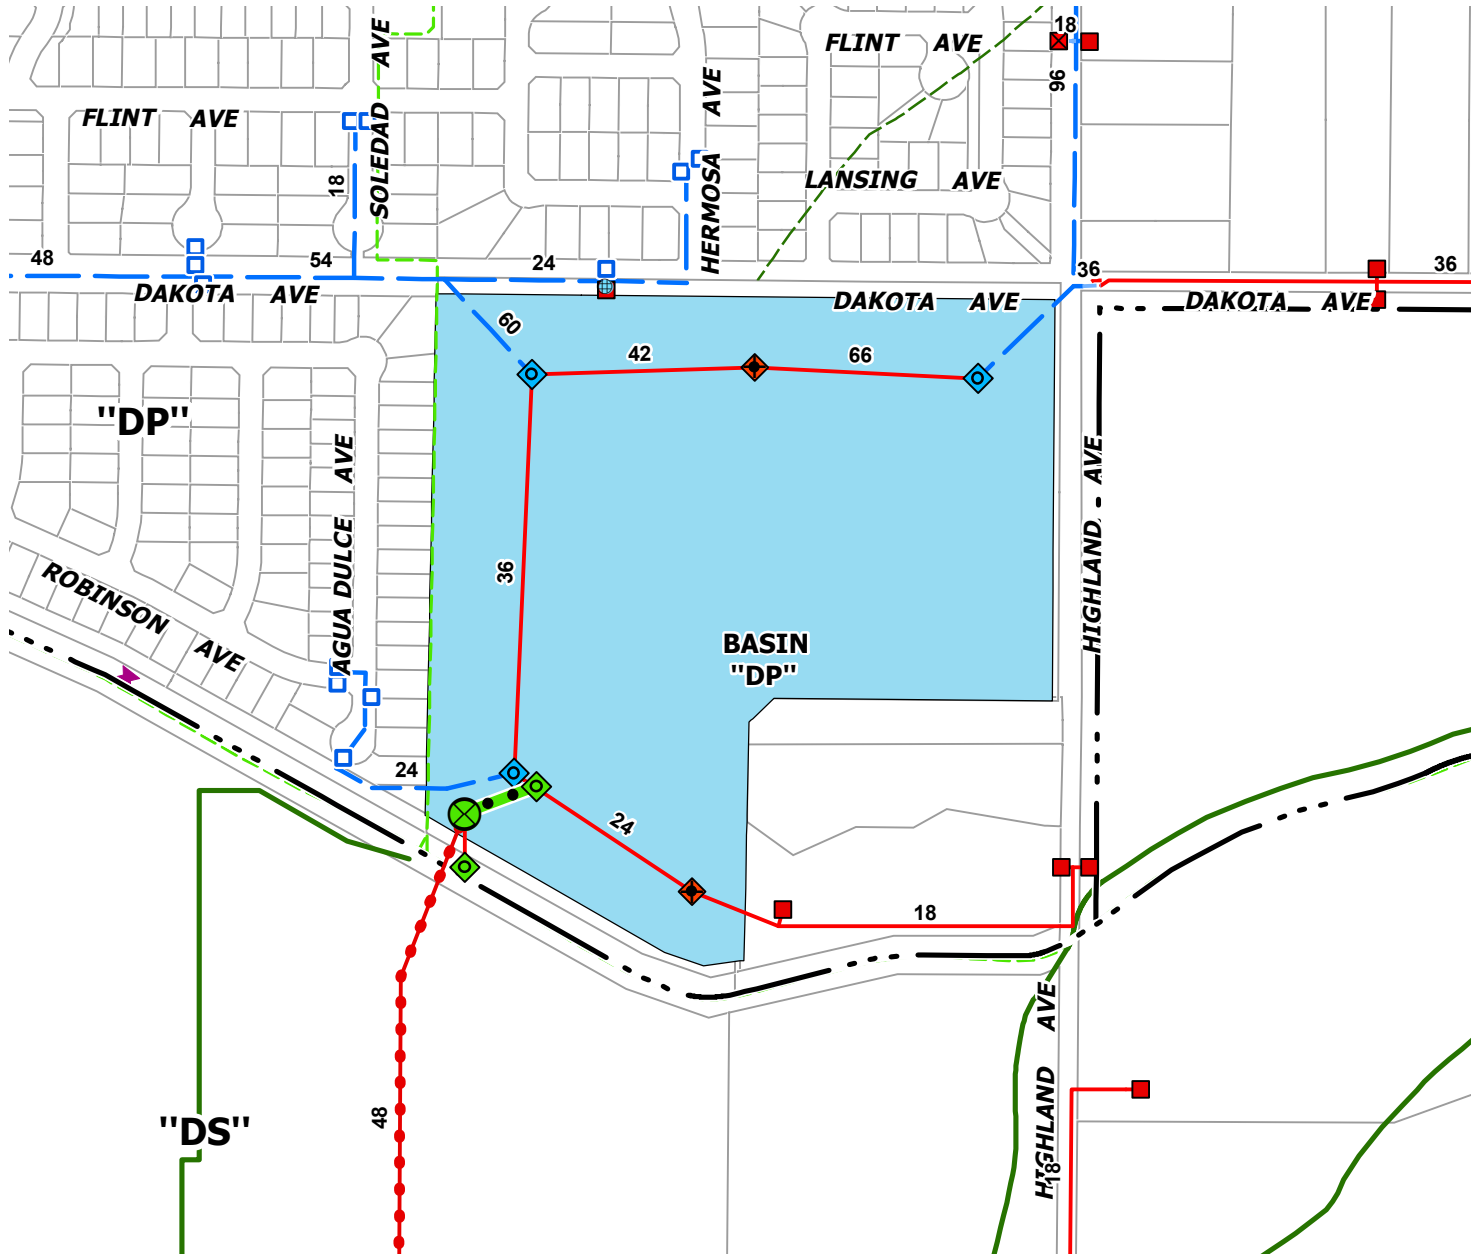 18
FLINT AVE
SOLEDAD AVE
HERMOSA AVE
96
FLINT AVE
18
LANSING AVE
48
54
24
36
36
DAKOTA AVE
DAKOTA AVE
DAKOTA AVE
60
42
66
"DP"
AGUA DULCE AVE
HIGHLAND AVE
36
ROBINSON AVE
BASIN
"DP"
24
24
18
HIGHLAND AVE
48
"DS"
18